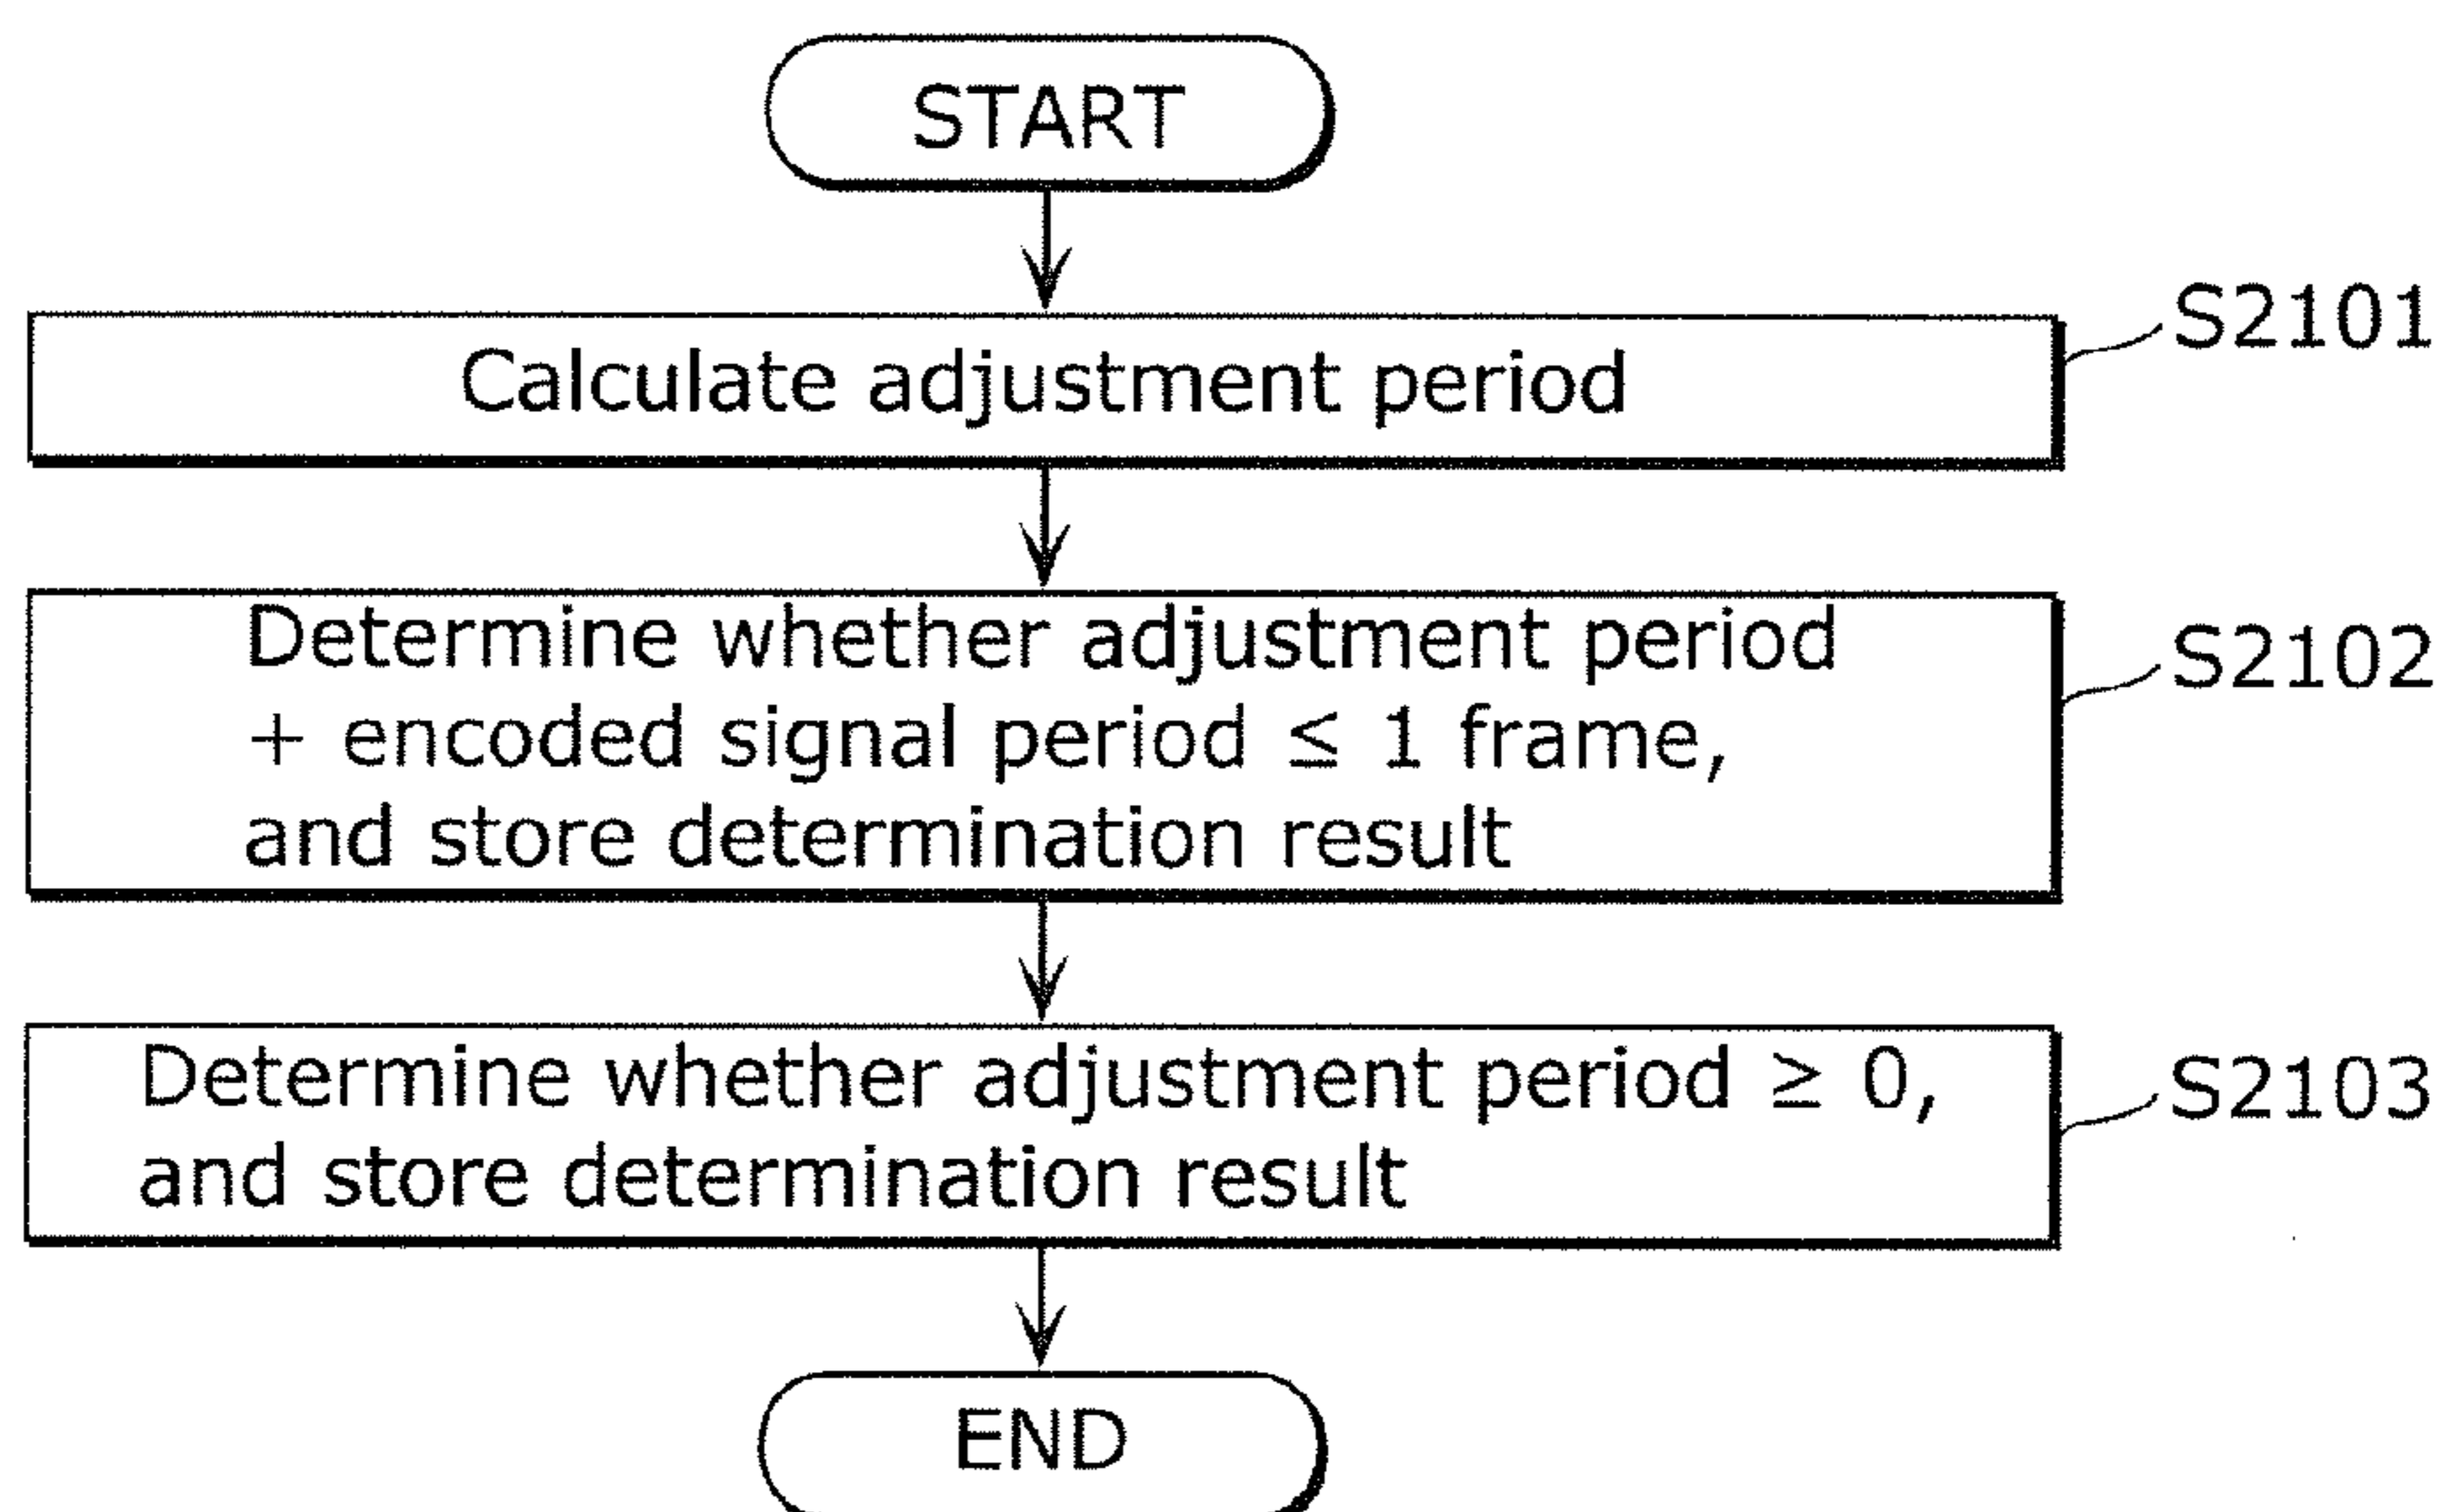 START
Calculate adjustment period
S2101
Determine whether adjustment period
+ encoded signal period ≤ 1 frame,
and store determination result
S2102
Determine whether adjustment period ≥ 0,
and store determination result
S2103
END